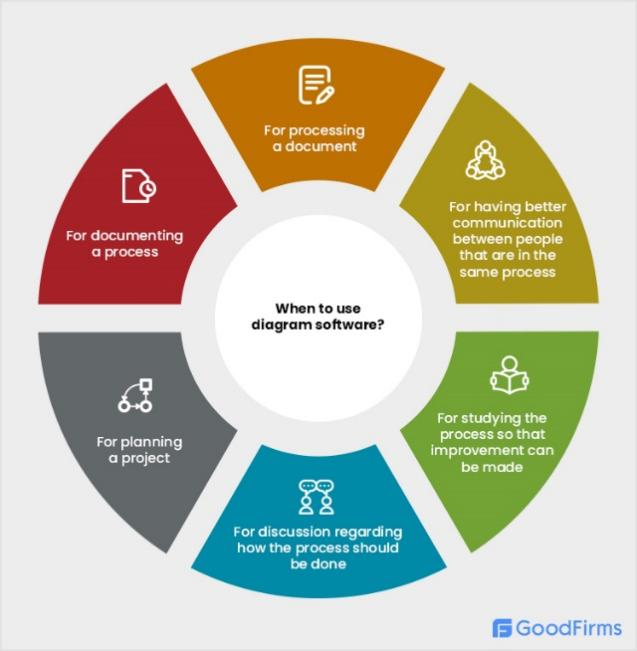 For processing
a document
For having better
communication
between people
that are in the
same process
For studying the
process so that
improvement can
be made
For discussion regarding
how the process should
be done
For planning
a project
For documenting
a process
When to use
diagram software?
GoodFirms